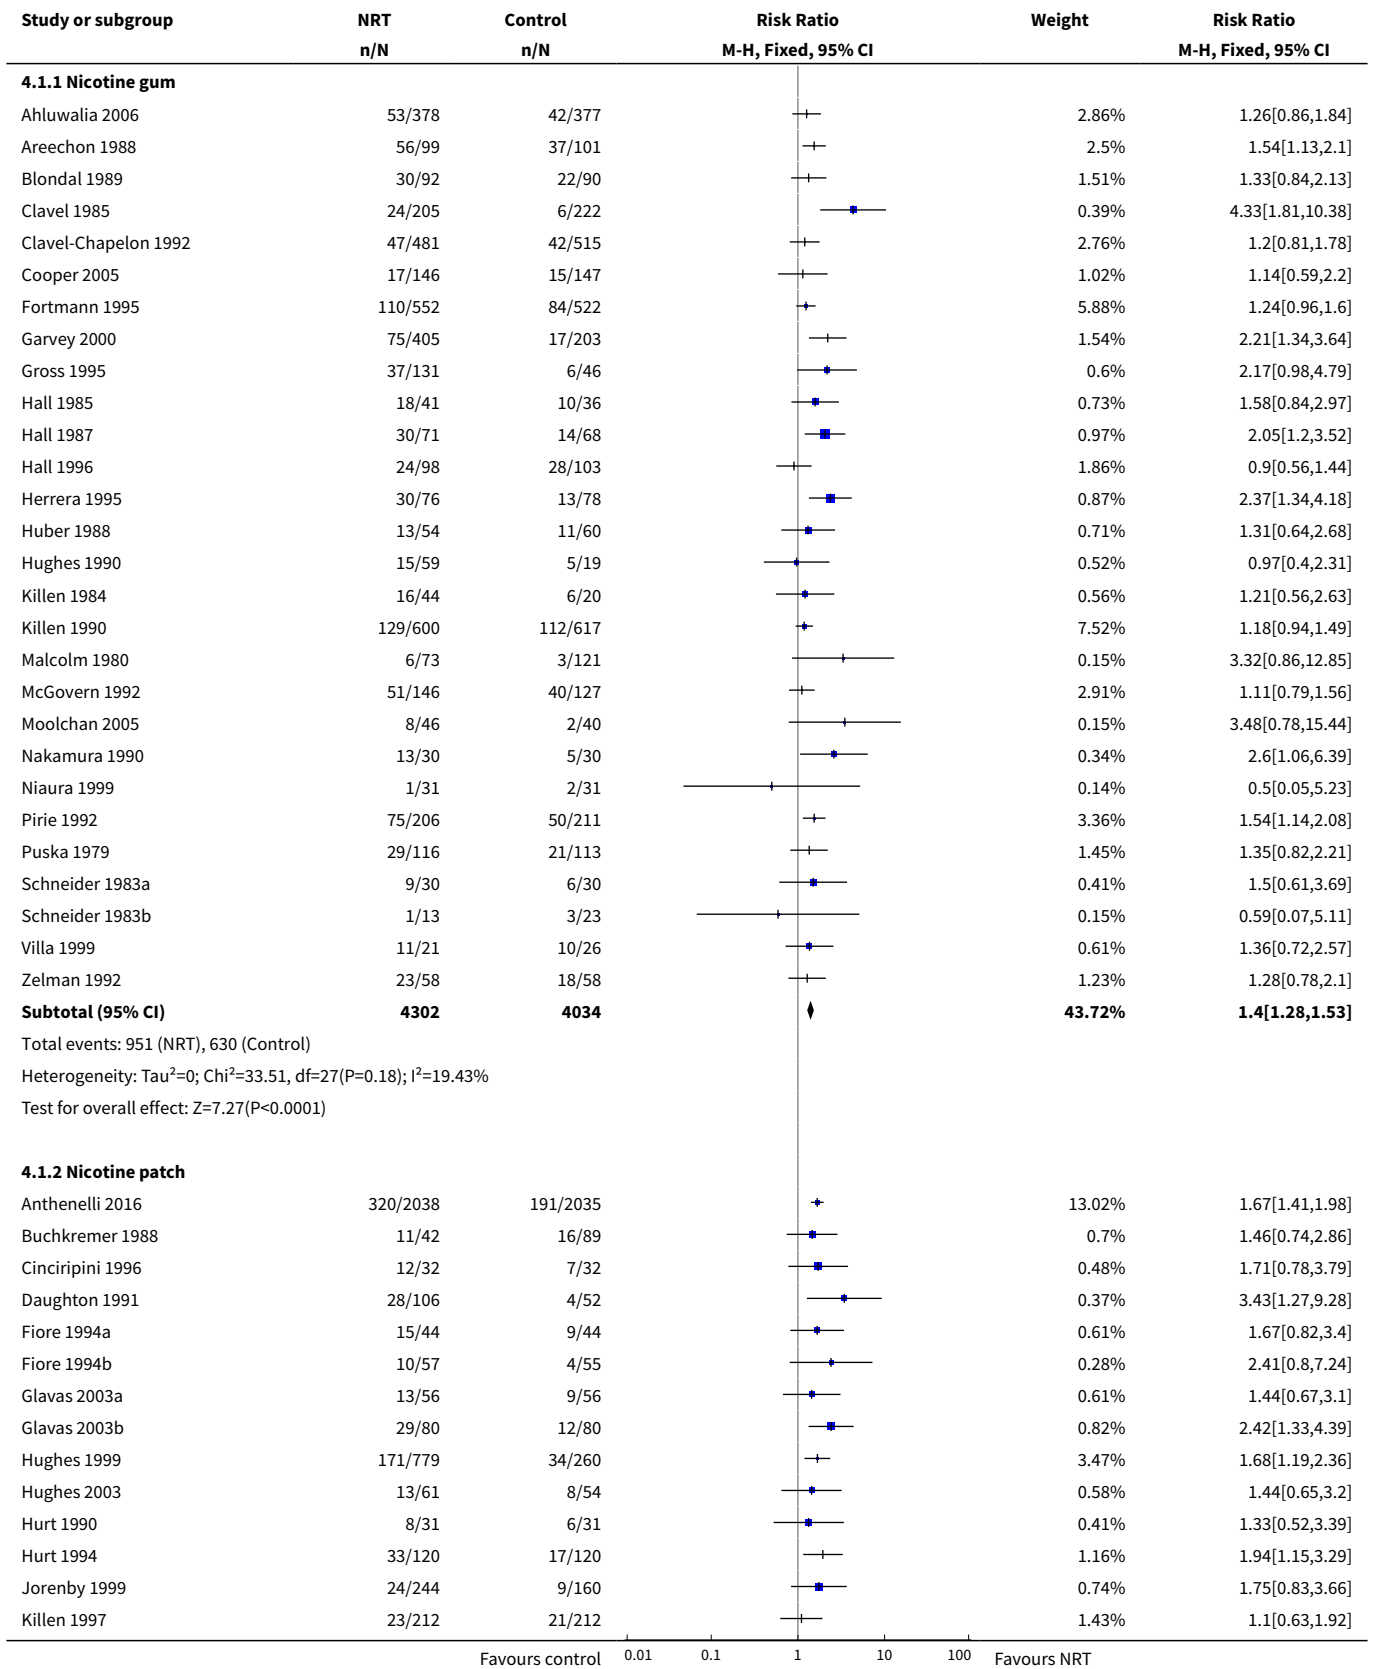 Study or subgroup NRT Control Risk Ratio Weight Risk Ratio
n/N n/N M-H, Fixed, 95% CI M-H, Fixed, 95% CI
4.1.1 Nicotine gum
Ahluwalia 2006 53/378 42/377 2.86% 1.26[0.86,1.84]
Areechon 1988 56/99 37/101 2.5% 1.54[1.13,2.1]
Blondal 1989 30/92 22/90 1.51% 1.33[0.84,2.13]
Clavel 1985 24/205 6/222 0.39% 4.33[1.81,10.38]
Clavel-Chapelon 1992 47/481 42/515 2.76% 1.2[0.81,1.78]
Cooper 2005 17/146 15/147 1.02% 1.14[0.59,2.2]
Fortmann 1995 110/552 84/522 5.88% 1.24[0.96,1.6]
Garvey 2000 75/405 17/203 1.54% 2.21[1.34,3.64]
Gross 1995 37/131 6/46 0.6% 2.17[0.98,4.79]
Hall 1985 18/41 10/36 0.73% 1.58[0.84,2.97]
Hall 1987 30/71 14/68 0.97% 2.05[1.2,3.52]
Hall 1996 24/98 28/103 1.86% 0.9[0.56,1.44]
Herrera 1995 30/76 13/78 0.87% 2.37[1.34,4.18]
Huber 1988 13/54 11/60 0.71% 1.31[0.64,2.68]
Hughes 1990 15/59 5/19 0.52% 0.97[0.4,2.31]
Killen 1984 16/44 6/20 0.56% 1.21[0.56,2.63]
Killen 1990 129/600 112/617 7.52% 1.18[0.94,1.49]
Malcolm 1980 6/73 3/121 0.15% 3.32[0.86,12.85]
McGovern 1992 51/146 40/127 2.91% 1.11[0.79,1.56]
Moolchan 2005 8/46 2/40 0.15% 3.48[0.78,15.44]
Nakamura 1990 13/30 5/30 0.34% 2.6[1.06,6.39]
Niaura 1999 1/31 2/31 0.14% 0.5[0.05,5.23]
Pirie 1992 75/206 50/211 3.36% 1.54[1.14,2.08]
Puska 1979 29/116 21/113 1.45% 1.35[0.82,2.21]
Schneider 1983a 9/30 6/30 0.41% 1.5[0.61,3.69]
Schneider 1983b 1/13 3/23 0.15% 0.59[0.07,5.11]
Villa 1999 11/21 10/26 0.61% 1.36[0.72,2.57]
Zelman 1992 23/58 18/58 1.23% 1.28[0.78,2.1]
Subtotal (95% CI) 4302 4034 43.72% 1.4[1.28,1.53]
Total events: 951 (NRT), 630 (Control)
Heterogeneity: Tau²=0; Chi²=33.51, df=27(P=0.18); I²=19.43%
Test for overall effect: Z=7.27(P<0.0001)
4.1.2 Nicotine patch
Anthenelli 2016 320/2038 191/2035 13.02% 1.67[1.41,1.98]
Buchkremer 1988 11/42 16/89 0.7% 1.46[0.74,2.86]
Cinciripini 1996 12/32 7/32 0.48% 1.71[0.78,3.79]
Daughton 1991 28/106 4/52 0.37% 3.43[1.27,9.28]
Fiore 1994a 15/44 9/44 0.61% 1.67[0.82,3.4]
Fiore 1994b 10/57 4/55 0.28% 2.41[0.8,7.24]
Glavas 2003a 13/56 9/56 0.61% 1.44[0.67,3.1]
Glavas 2003b 29/80 12/80 0.82% 2.42[1.33,4.39]
Hughes 1999 171/779 34/260 3.47% 1.68[1.19,2.36]
Hughes 2003 13/61 8/54 0.58% 1.44[0.65,3.2]
Hurt 1990 8/31 6/31 0.41% 1.33[0.52,3.39]
Hurt 1994 33/120 17/120 1.16% 1.94[1.15,3.29]
Jorenby 1999 24/244 9/160 0.74% 1.75[0.83,3.66]
Killen 1997 23/212 21/212 1.43% 1.1[0.63,1.92]
Favours control 0.01 0.1 1 10 100 Favours NRT